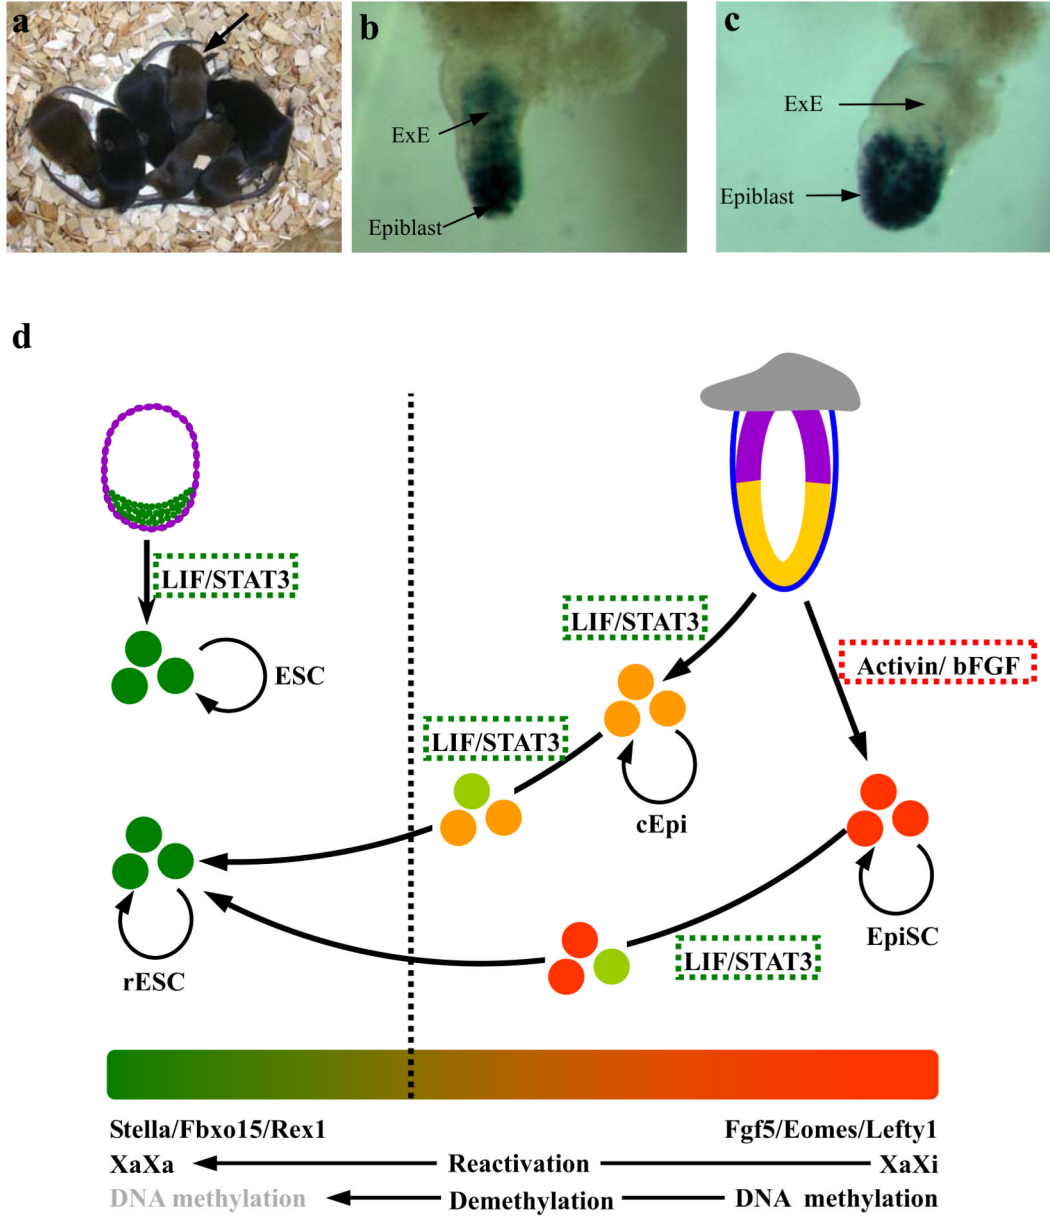 a
b
c
ExE
Epiblast
ExE
Epiblast
d
LIF/STAT3
ESC
LIF/STAT3
Activin/ bFGF
LIF/STAT3
cEpi
rESC
EpiSC
LIF/STAT3
Stella/Fbxo15/Rex1
Fgf5/Eomes/Lefty1
XaXa
Reactivation
XaXi
DNA methylation
Demethylation
DNA methylation